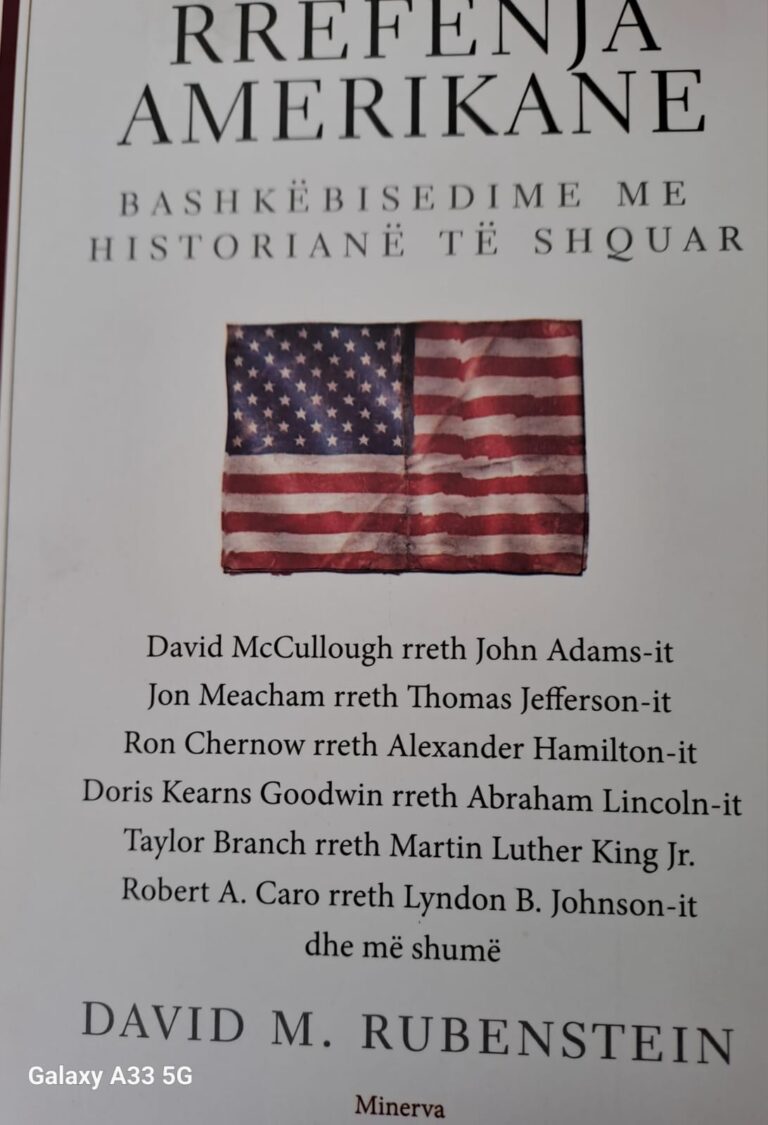 RRËFENJA
AMERIKANE
BASHKËBISEDIME ME
HISTORIANË TË SHQUAR
David McCullough rreth John Adams-it
Jon Meacham rreth Thomas Jefferson-it
Ron Chernow rreth Alexander Hamilton-it
Doris Kearns Goodwin rreth Abraham Lincoln-it
Taylor Branch rreth Martin Luther King Jr.
Robert A. Caro rreth Lyndon B. Johnson-it
dhe më shumë
DAVID M. RUBENSTEIN
Galaxy A33 5G
Minerva